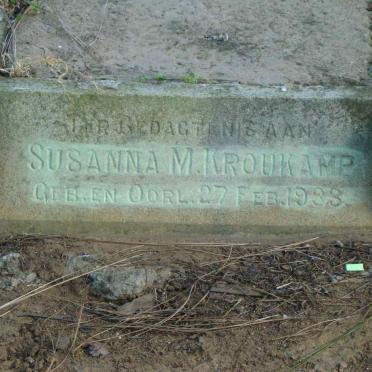 TER GEDAGTENIS AAN
SUSANNA M. KROUKAMP
GEB. EN OORL. 27 FEB. 1933.